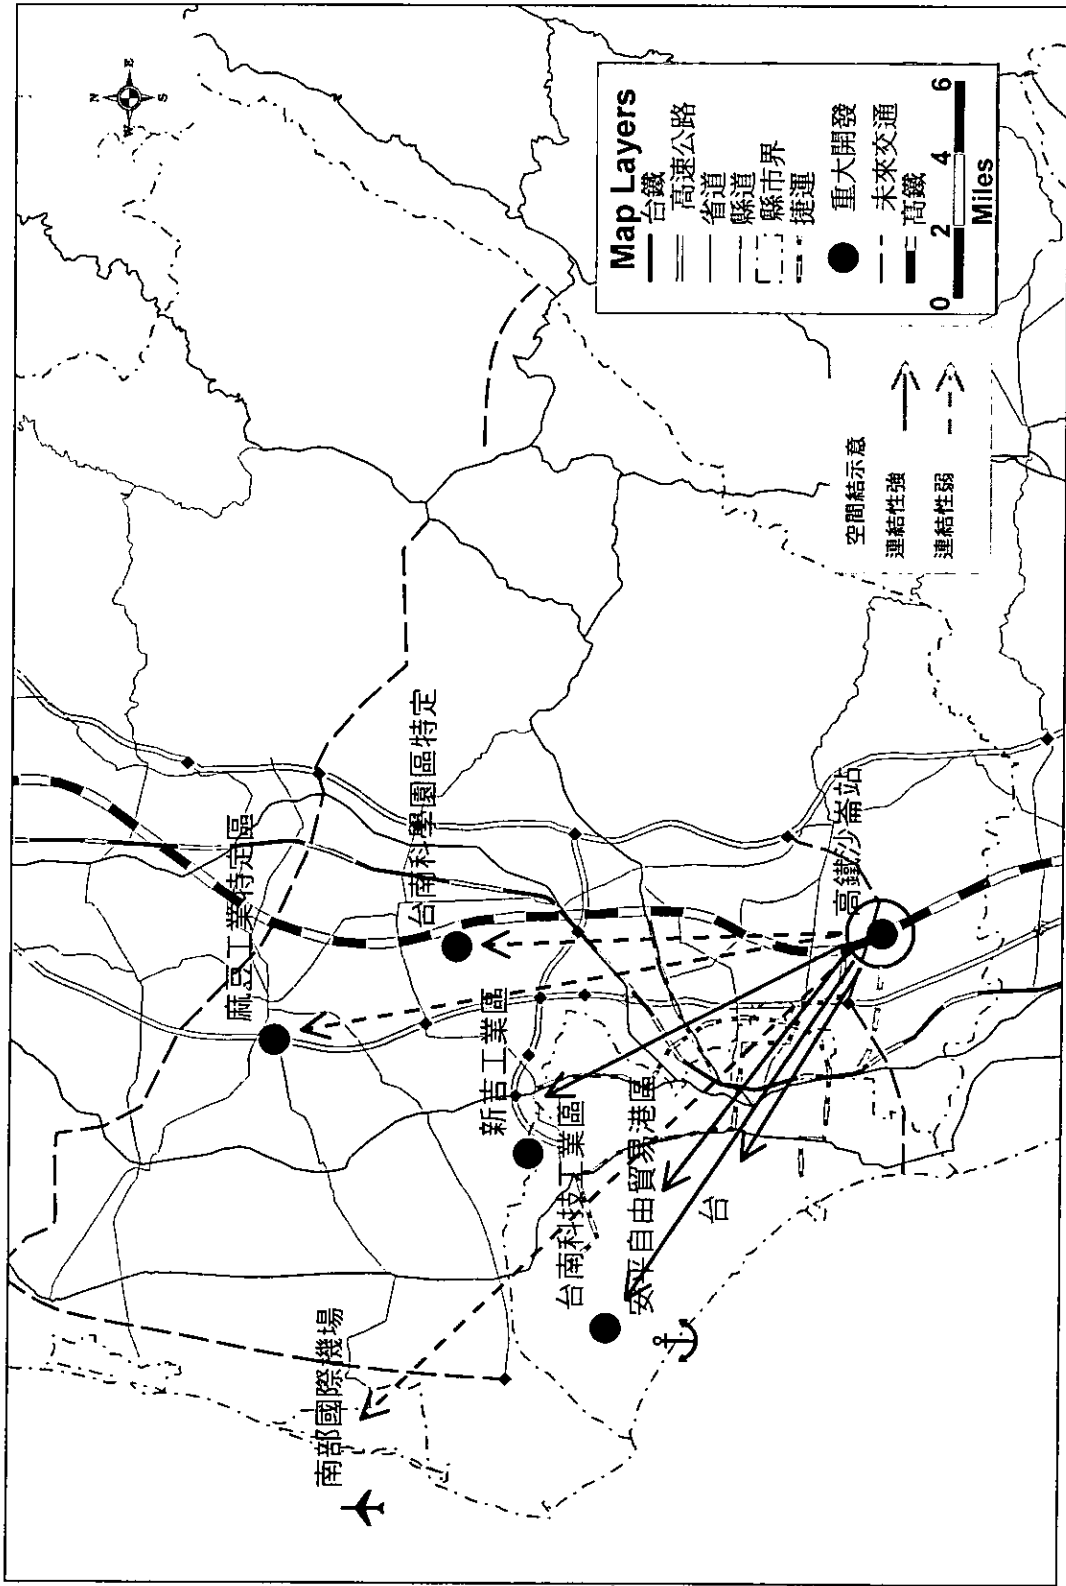 N
E
S
W
麻豆工業特定區
台南科學園區特定
新吉工業區
台南科技工業區
安平自由貿易港區
南部國際機場
台
高鐵沙崙站
空間結示意
連結性強
連結性弱
Map Layers
台鐵
高速公路
省道
縣道
縣市界
捷運
重大開發
未來交通
高鐵
0 2 4 6
Miles